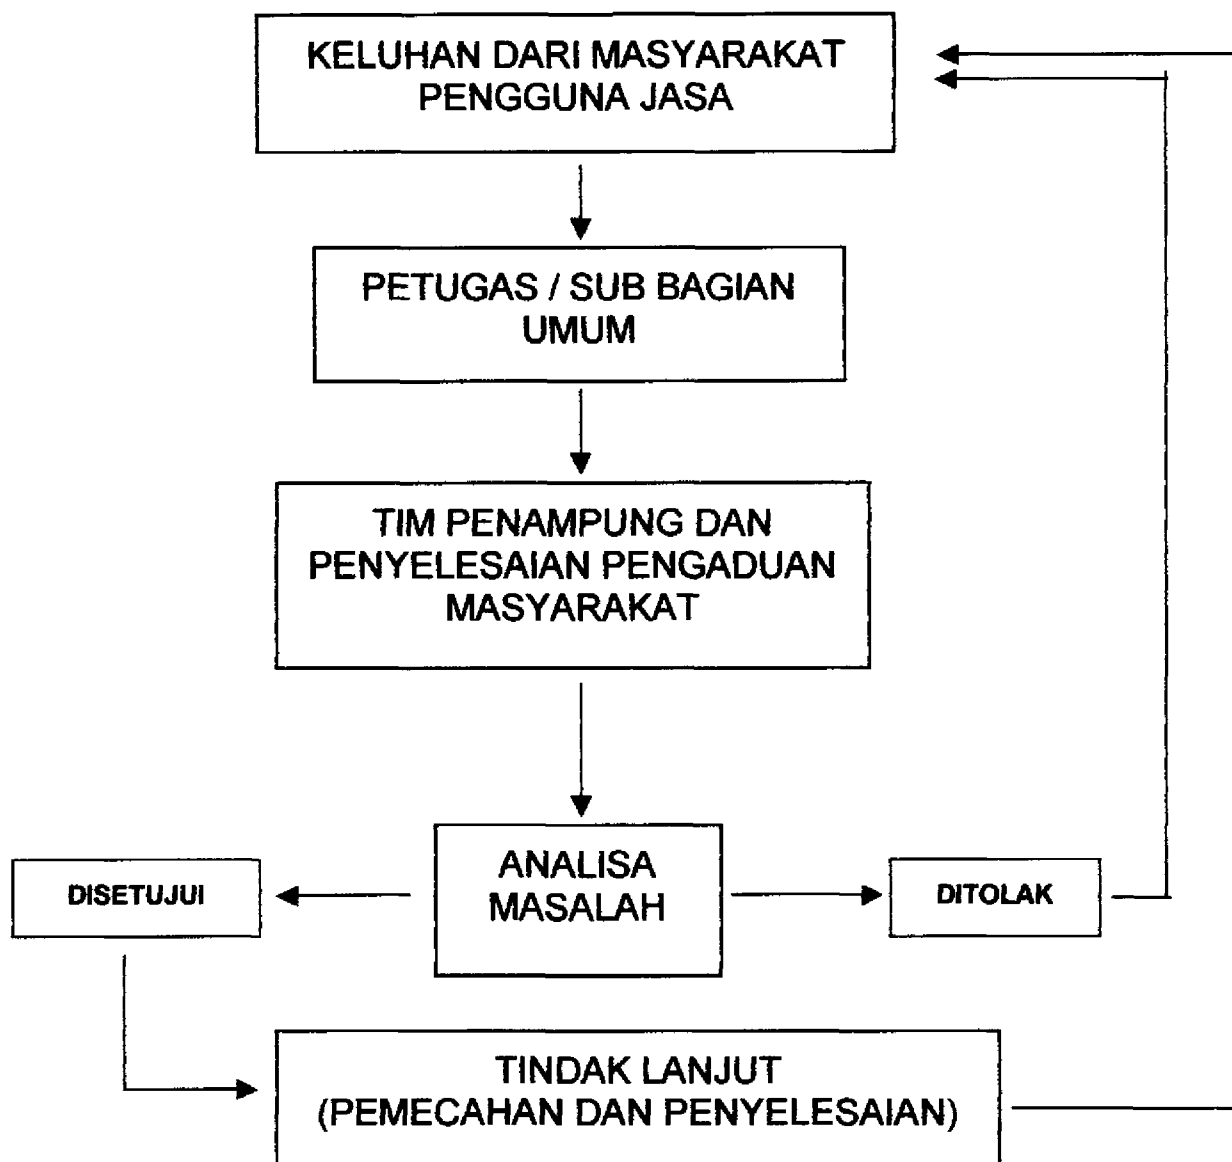 KELUHAN DARI MASYARAKAT
PENGGUNA JASA
PETUGAS / SUB BAGIAN
UMUM
TIM PENAMPUNG DAN
PENYELESAIAN PENGADUAN
MASYARAKAT
ANALISA
MASALAH
DISETUJUI
DITOLAK
TINDAK LANJUT
(PEMECAHAN DAN PENYELESAIAN)